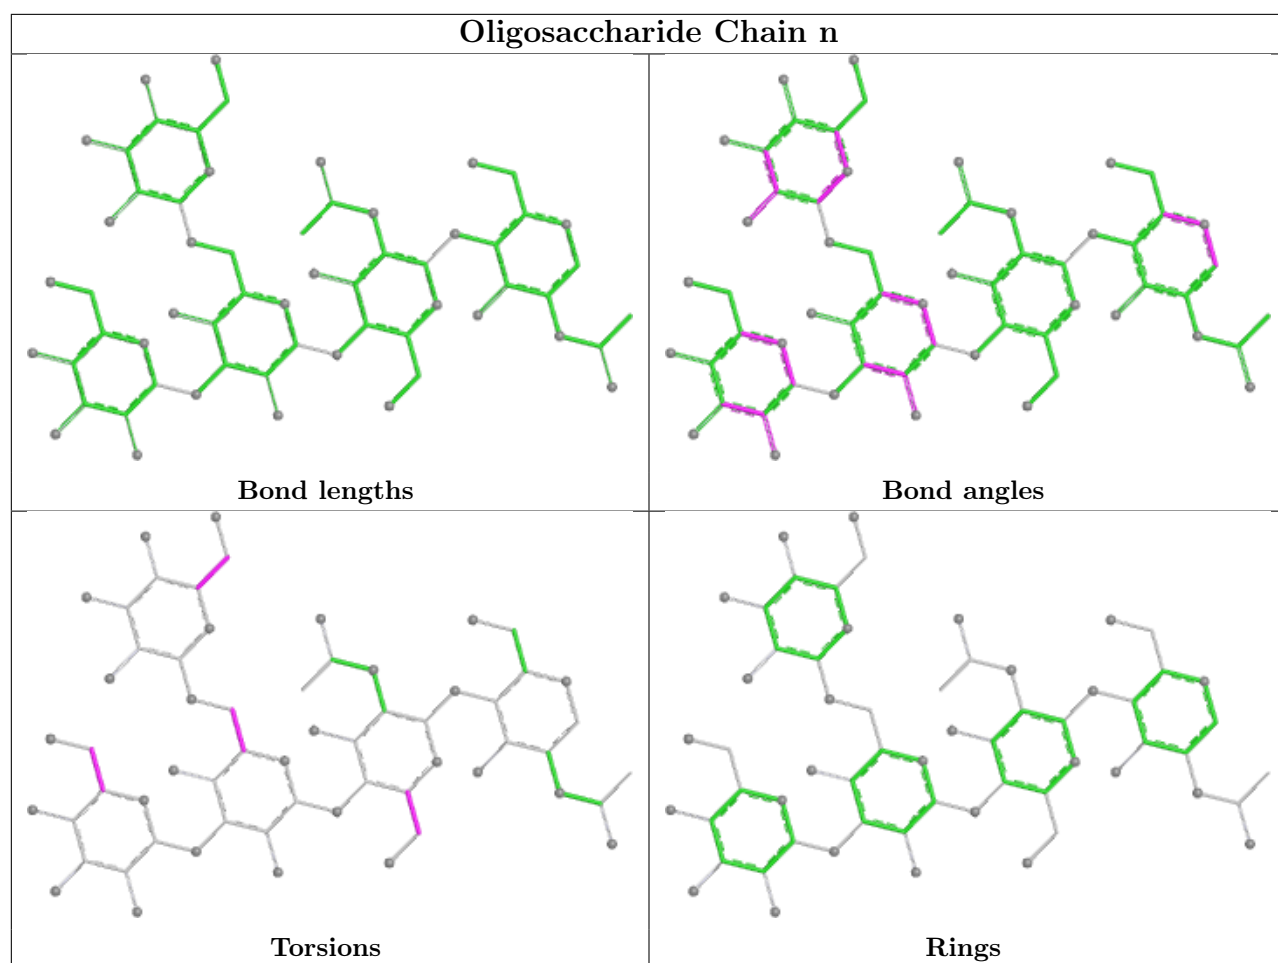 Oligosaccharide Chain n
Bond lengths
Bond angles
Torsions
Rings